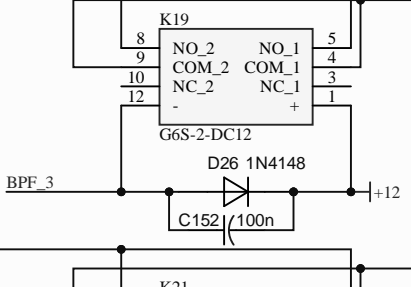 K19
8 NO_2 NO_1 5
9 COM_2 COM_1 4
10 NC_2 NC_1 3
12 - + 1
G6S-2-DC12
D26 1N4148
BPF_3 +12
C152 100n
K21